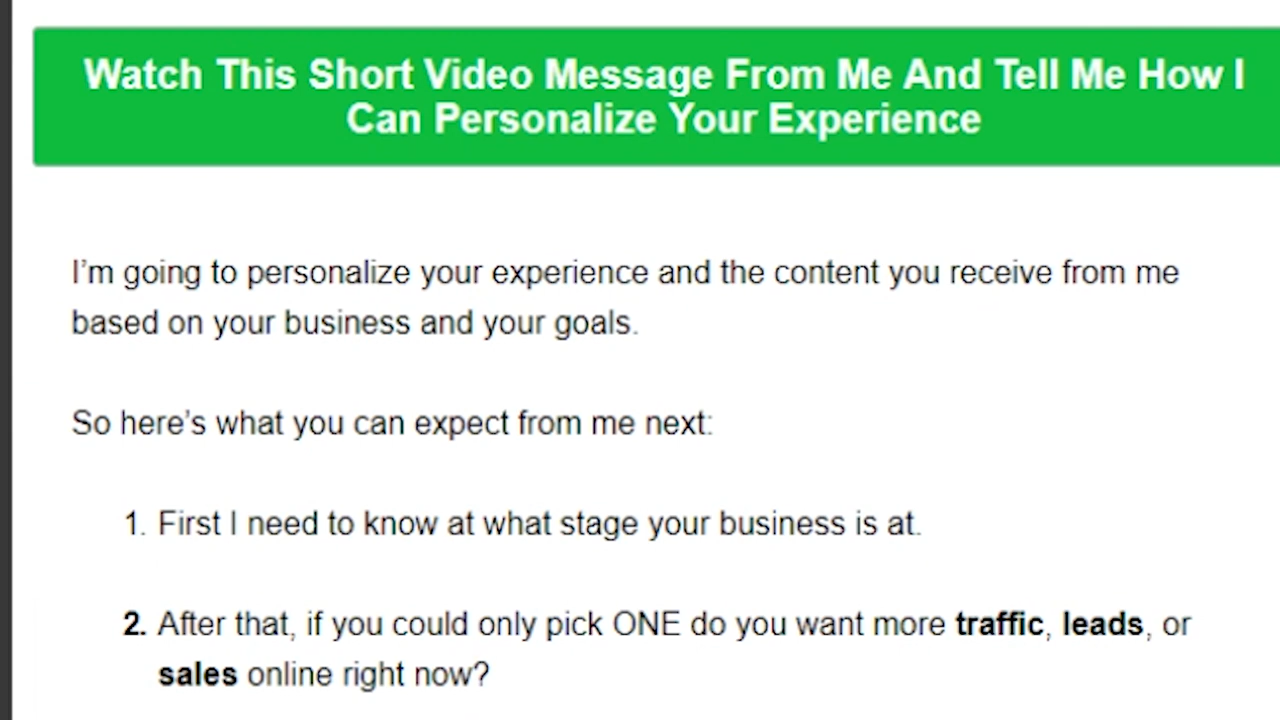 Watch This Short Video Message From Me And Tell Me How I
Can Personalize Your Experience
I’m going to personalize your experience and the content you receive from me
based on your business and your goals.
So here’s what you can expect from me next:
1. First I need to know at what stage your business is at.
2. After that, if you could only pick ONE do you want more traffic, leads, or
sales online right now?